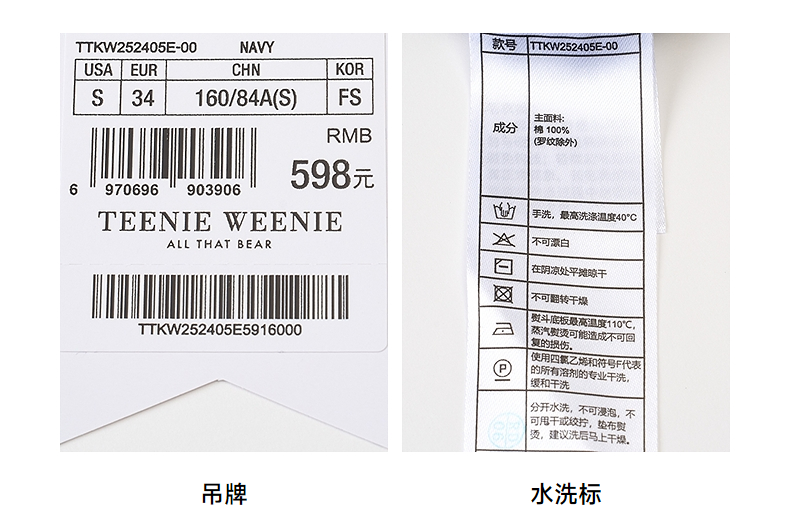 TTKW252405E-00 NAVY
USA EUR CHN KOR
S 34 160/84A(S) FS
RMB
598元
6 970696 903906
TEENIE WEENIE
ALL THAT BEAR
TTKW252405E5916000
款号 TTKW252405E-00
成分
主面料:
棉 100%
(罗纹除外)
手洗，最高洗涤温度40°C
不可漂白
在阴凉处平摊晾干
不可翻转干燥
熨斗底板最高温度110℃,
蒸汽熨烫可能造成不可回
复的损伤。
P
使用四氯乙烯和符号F代表
的所有溶剂的专业干洗，
缓和干洗
分开水洗，不可浸泡，不
可甩干或绞拧，垫布熨
烫，建议洗后马上干燥。
吊牌
水洗标